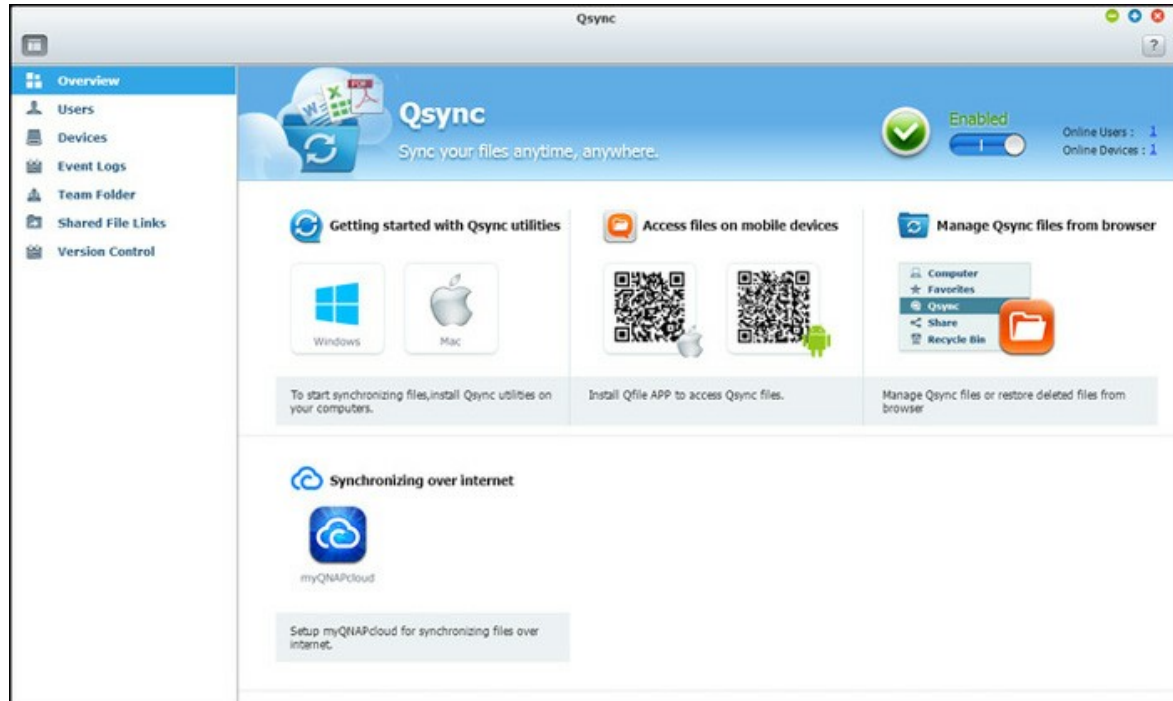 Qsync
?
Overview
Users
Devices
Event Logs
Team Folder
Shared File Links
Version Control
W
X
PDF
Qsync
Sync your files anytime, anywhere.
Enabled
Online Users : 1
Online Devices : 1
Getting started with Qsync utilities
Windows
Mac
To start synchronizing files,install Qsync utilities on
your computers.
Access files on mobile devices
Install Qfile APP to access Qsync files.
Manage Qsync files from browser
Computer
Favorites
Qsync
Share
Recycle Bin
Manage Qsync files or restore deleted files from
browser
Synchronizing over internet
myQNAPcloud
Setup myQNAPcloud for synchronizing files over
internet.